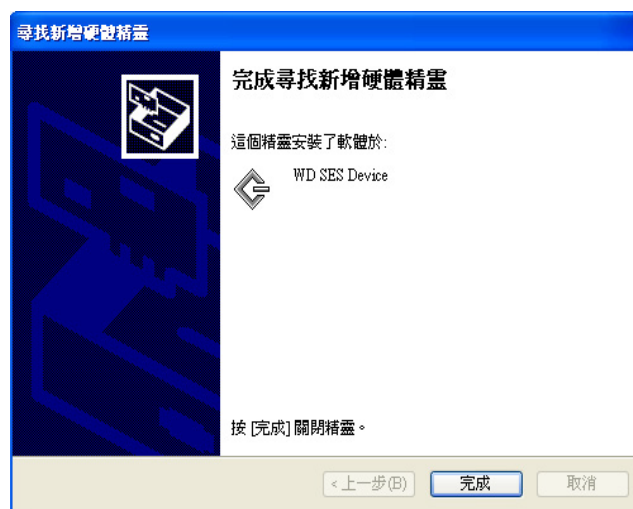 尋找新增硬體精靈
完成尋找新增硬體精靈
這個精靈安裝了軟體於:
WD SES Device
按 [完成] 關閉精靈。
<上一步(B)
完成
取消